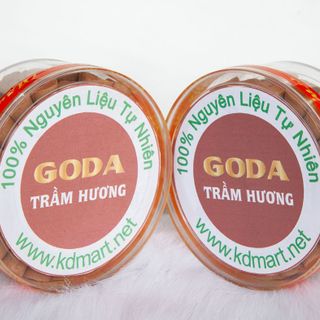 100% Nguyên Liệu Tự Nhiên
GODA
TRẦM HƯƠNG
www.kdmart.net
100% Nguyên Liệu Tự Nhiên
GODA
TRẦM HƯƠNG
www.kdmart.net